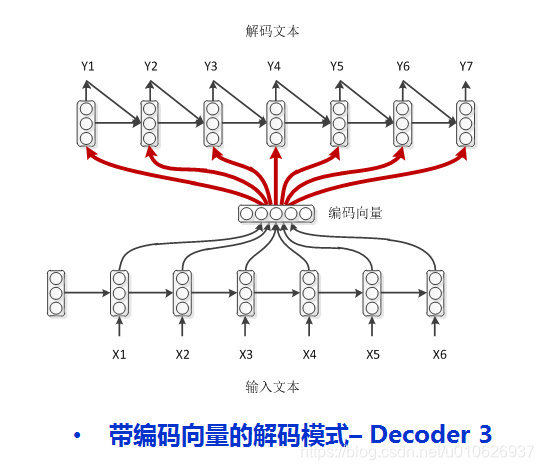 解码文本
Y1 Y2 Y3 Y4 Y5 Y6 Y7
编码向量
X1 X2 X3 X4 X5 X6
输入文本
• 带编码向量的解码模式– Decoder 3
https://blog.csdn.net/u010626937